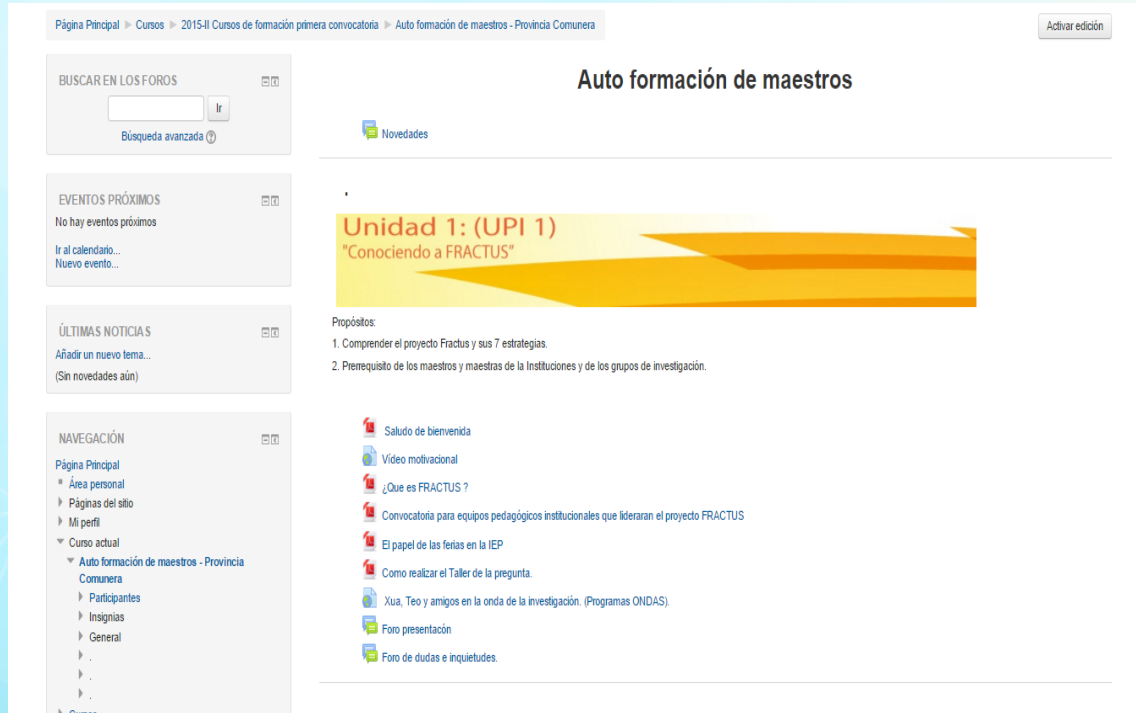 Página Principal ▶ Cursos ▶ 2015-II Cursos de formación primera convocatoria ▶ Auto formación de maestros - Provincia Comunera
Activar edición
BUSCAR EN LOS FOROS
Ir
Búsqueda avanzada
EVENTOS PRÓXIMOS
No hay eventos próximos
Ir al calendario...
Nuevo evento...
ÚLTIMAS NOTICIAS
Añadir un nuevo tema...
(Sin novedades aún)
NAVEGACIÓN
Página Principal
Área personal
Páginas del sitio
Mi perfil
Curso actual
Auto formación de maestros - Provincia
Comunera
Participantes
Insignias
General
.
.
.
Cursos
Auto formación de maestros
Novedades
.
Unidad 1: (UPI 1)
"Conociendo a FRACTUS"
Propósitos:
1. Comprender el proyecto Fractus y sus 7 estrategias.
2. Prerrequisito de los maestros y maestras de la Instituciones y de los grupos de investigación.
Saludo de bienvenida
Vídeo motivacional
¿Que es FRACTUS ?
Convocatoria para equipos pedagógicos institucionales que lideraran el proyecto FRACTUS
El papel de las ferias en la IEP
Como realizar el Taller de la pregunta.
Xua, Teo y amigos en la onda de la investigación. (Programas ONDAS).
Foro presentacón
Foro de dudas e inquietudes.